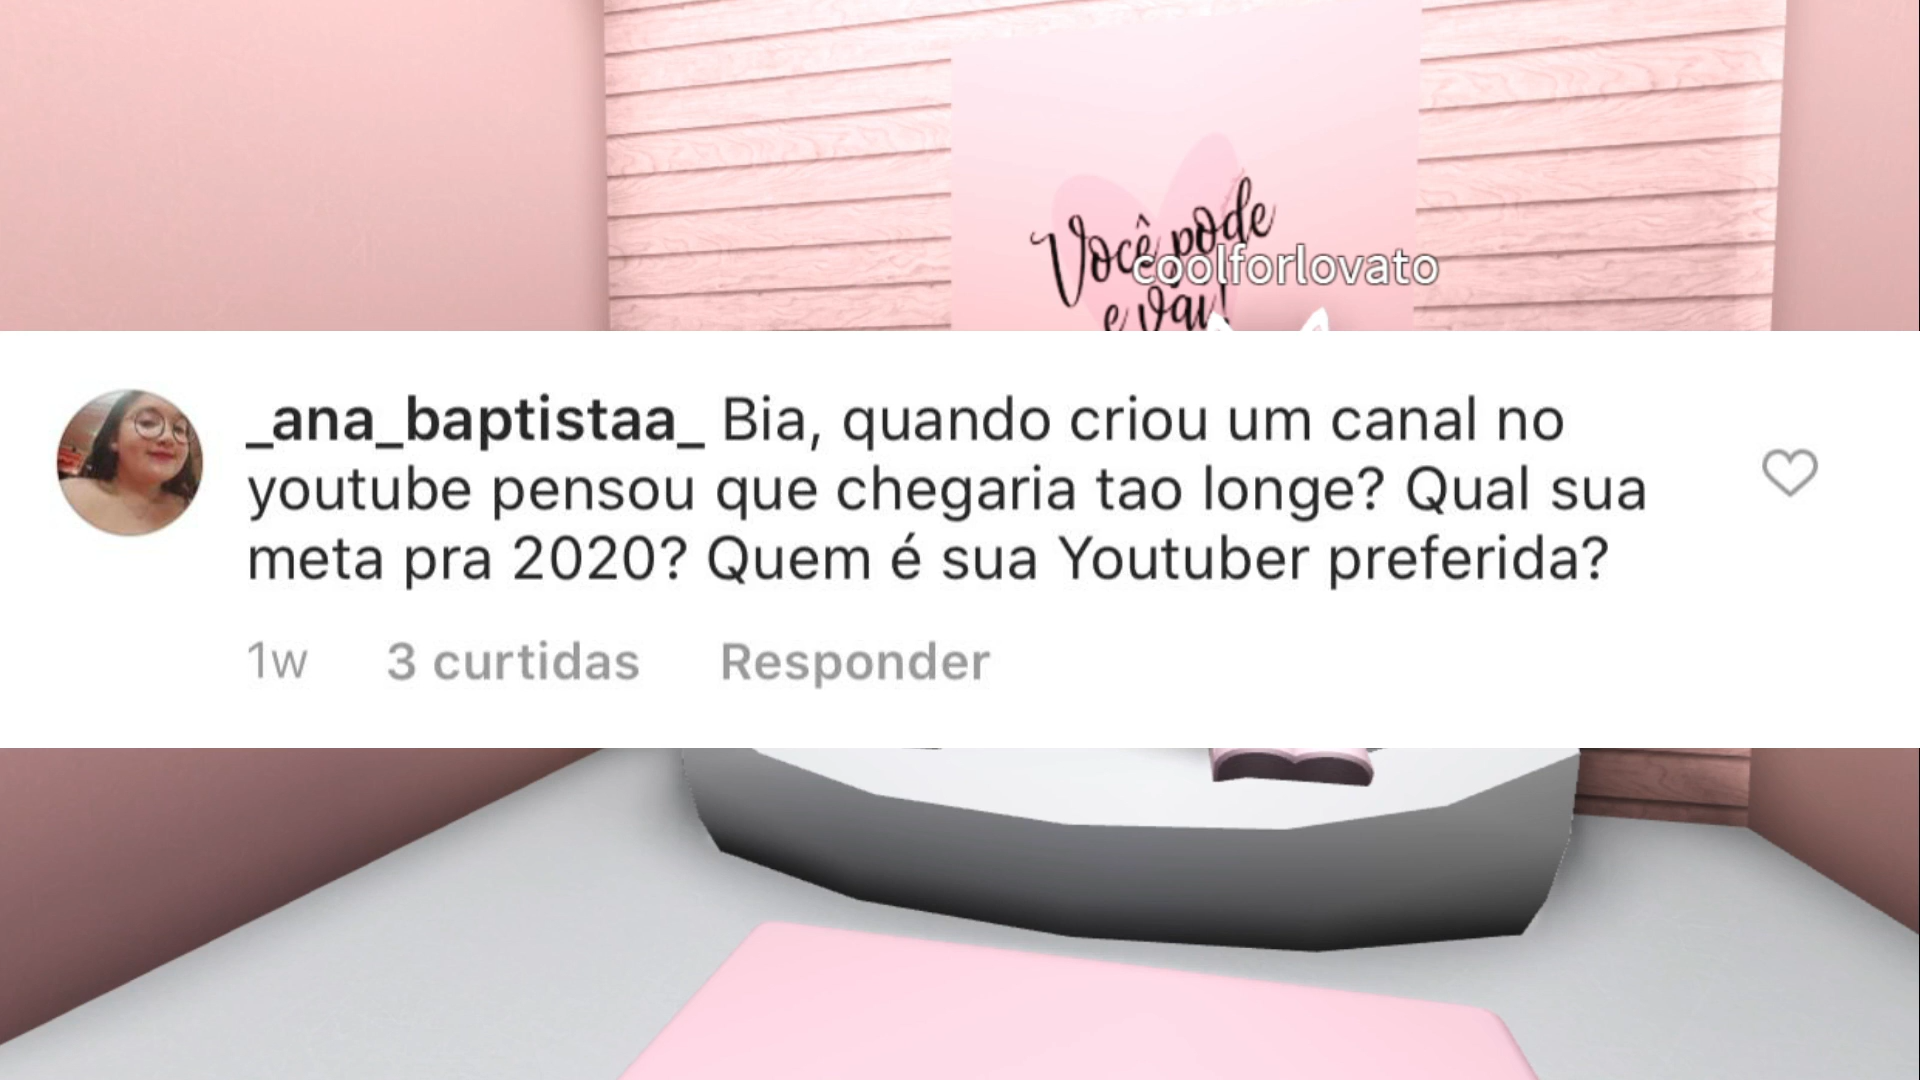 Você pode
coolforlovato
e vai!
_ana_baptistaa_ Bia, quando criou um canal no
youtube pensou que chegaria tao longe? Qual sua
meta pra 2020? Quem é sua Youtuber preferida?
1w 3 curtidas Responder